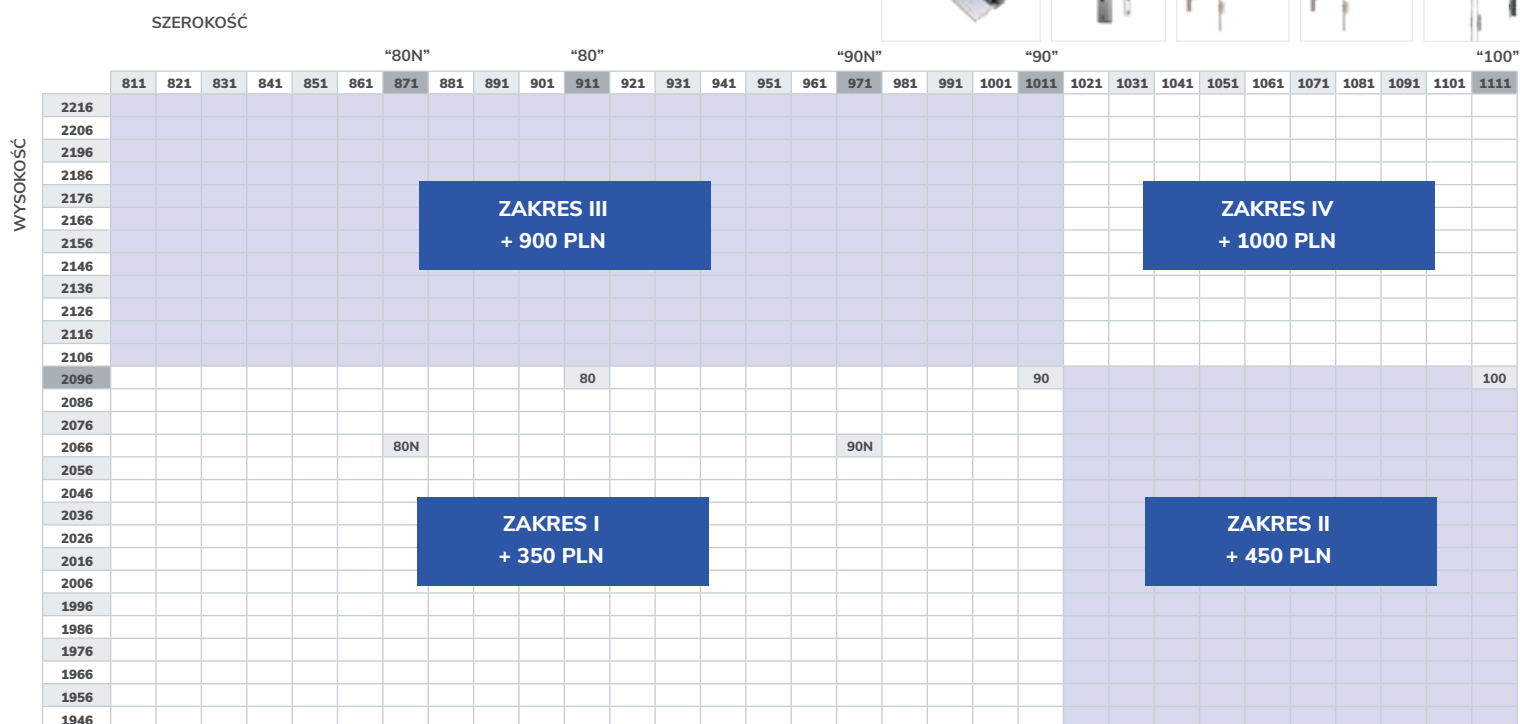 SZEROKOŚĆ
“80N” “80” “90N” “90” “100”
811 821 831 841 851 861 871 881 891 901 911 921 931 941 951 961 971 981 991 1001 1011 1021 1031 1041 1051 1061 1071 1081 1091 1101 1111
WYSOKOŚĆ
2216
2206
2196
2186
2176
2166
2156
2146
2136
2126
2116
2106
ZAKRES III
+ 900 PLN
ZAKRES IV
+ 1000 PLN
2096 80 90 100
2086
2076
2066 80N 90N
2056
2046
2036
2026
2016
2006
1996
1986
1976
1966
1956
1946
ZAKRES I
+ 350 PLN
ZAKRES II
+ 450 PLN